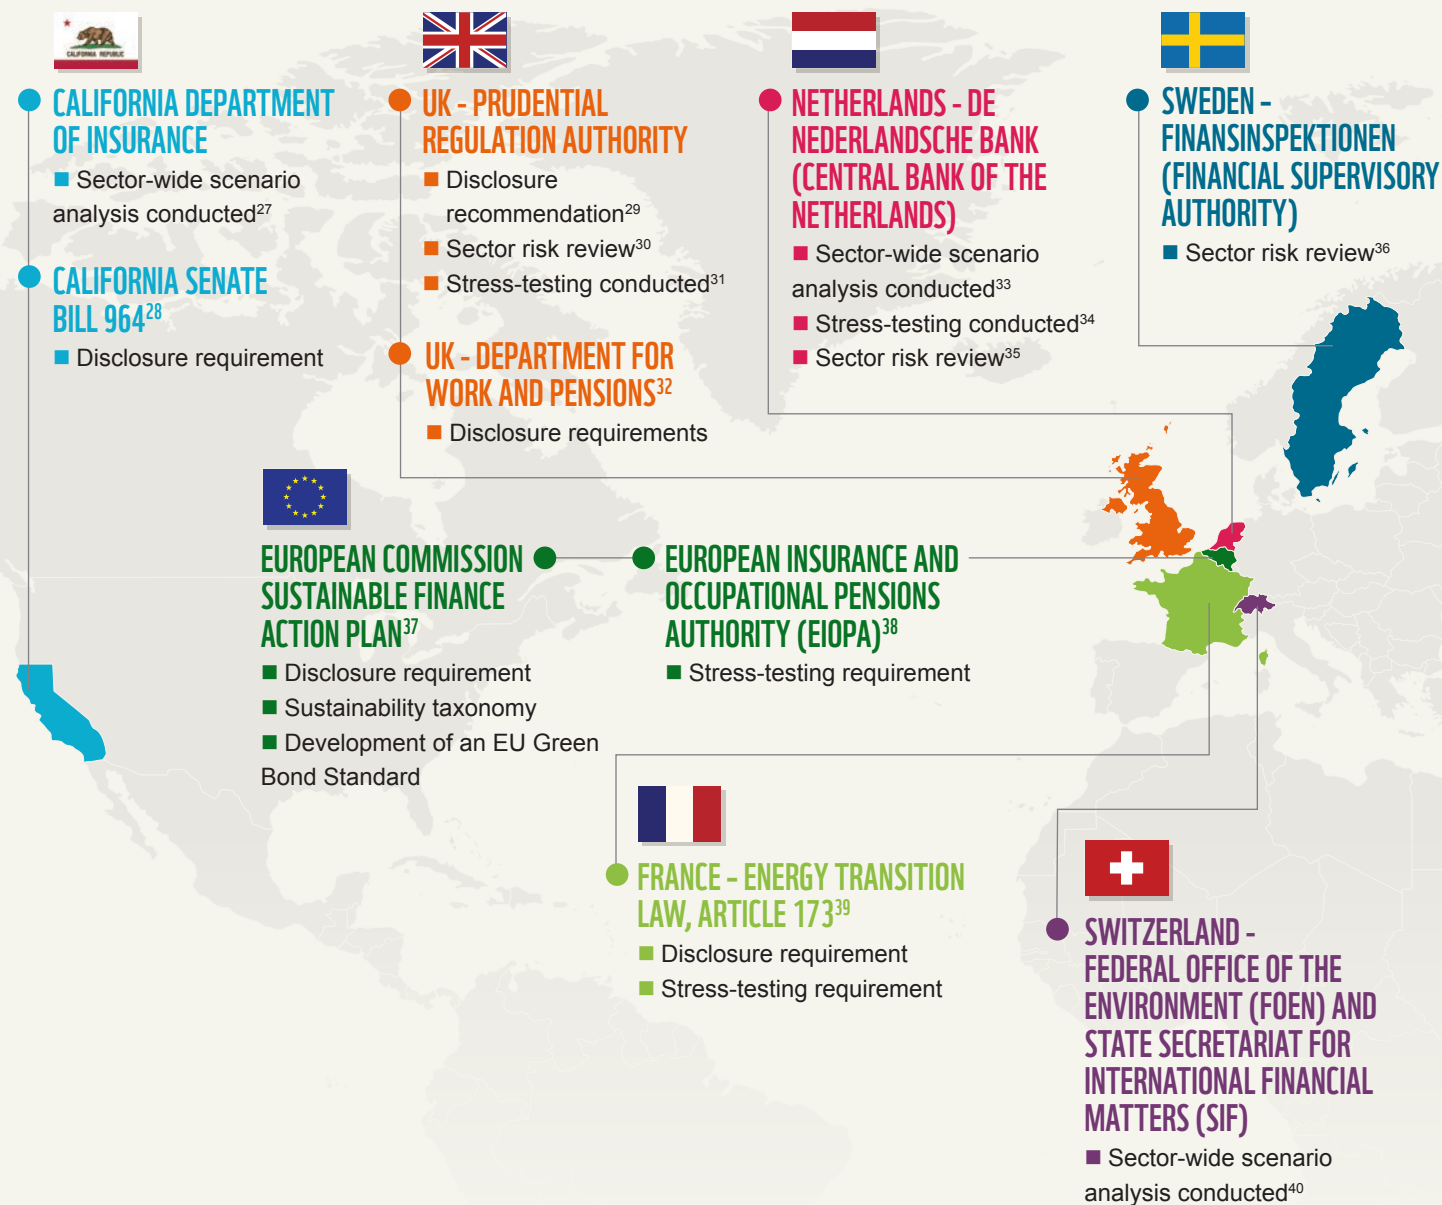 CALIFORNIA REPUBLIC
CALIFORNIA DEPARTMENT
OF INSURANCE
■ Sector-wide scenario
analysis conducted²⁷
CALIFORNIA SENATE
BILL 964²⁸
■ Disclosure requirement
UK - PRUDENTIAL
REGULATION AUTHORITY
■ Disclosure
recommendation²⁹
■ Sector risk review³⁰
■ Stress-testing conducted³¹
UK - DEPARTMENT FOR
WORK AND PENSIONS³²
■ Disclosure requirements
NETHERLANDS - DE
NEDERLANDSCHE BANK
(CENTRAL BANK OF THE
NETHERLANDS)
■ Sector-wide scenario
analysis conducted³³
■ Stress-testing conducted³⁴
■ Sector risk review³⁵
SWEDEN –
FINANSINSPEKTIONEN
(FINANCIAL SUPERVISORY
AUTHORITY)
■ Sector risk review³⁶
EUROPEAN COMMISSION
SUSTAINABLE FINANCE
ACTION PLAN³⁷
■ Disclosure requirement
■ Sustainability taxonomy
■ Development of an EU Green
Bond Standard
EUROPEAN INSURANCE AND
OCCUPATIONAL PENSIONS
AUTHORITY (EIOPA)³⁸
■ Stress-testing requirement
FRANCE – ENERGY TRANSITION
LAW, ARTICLE 173³⁹
■ Disclosure requirement
■ Stress-testing requirement
SWITZERLAND -
FEDERAL OFFICE OF THE
ENVIRONMENT (FOEN) AND
STATE SECRETARIAT FOR
INTERNATIONAL FINANCIAL
MATTERS (SIF)
■ Sector-wide scenario
analysis conducted⁴⁰